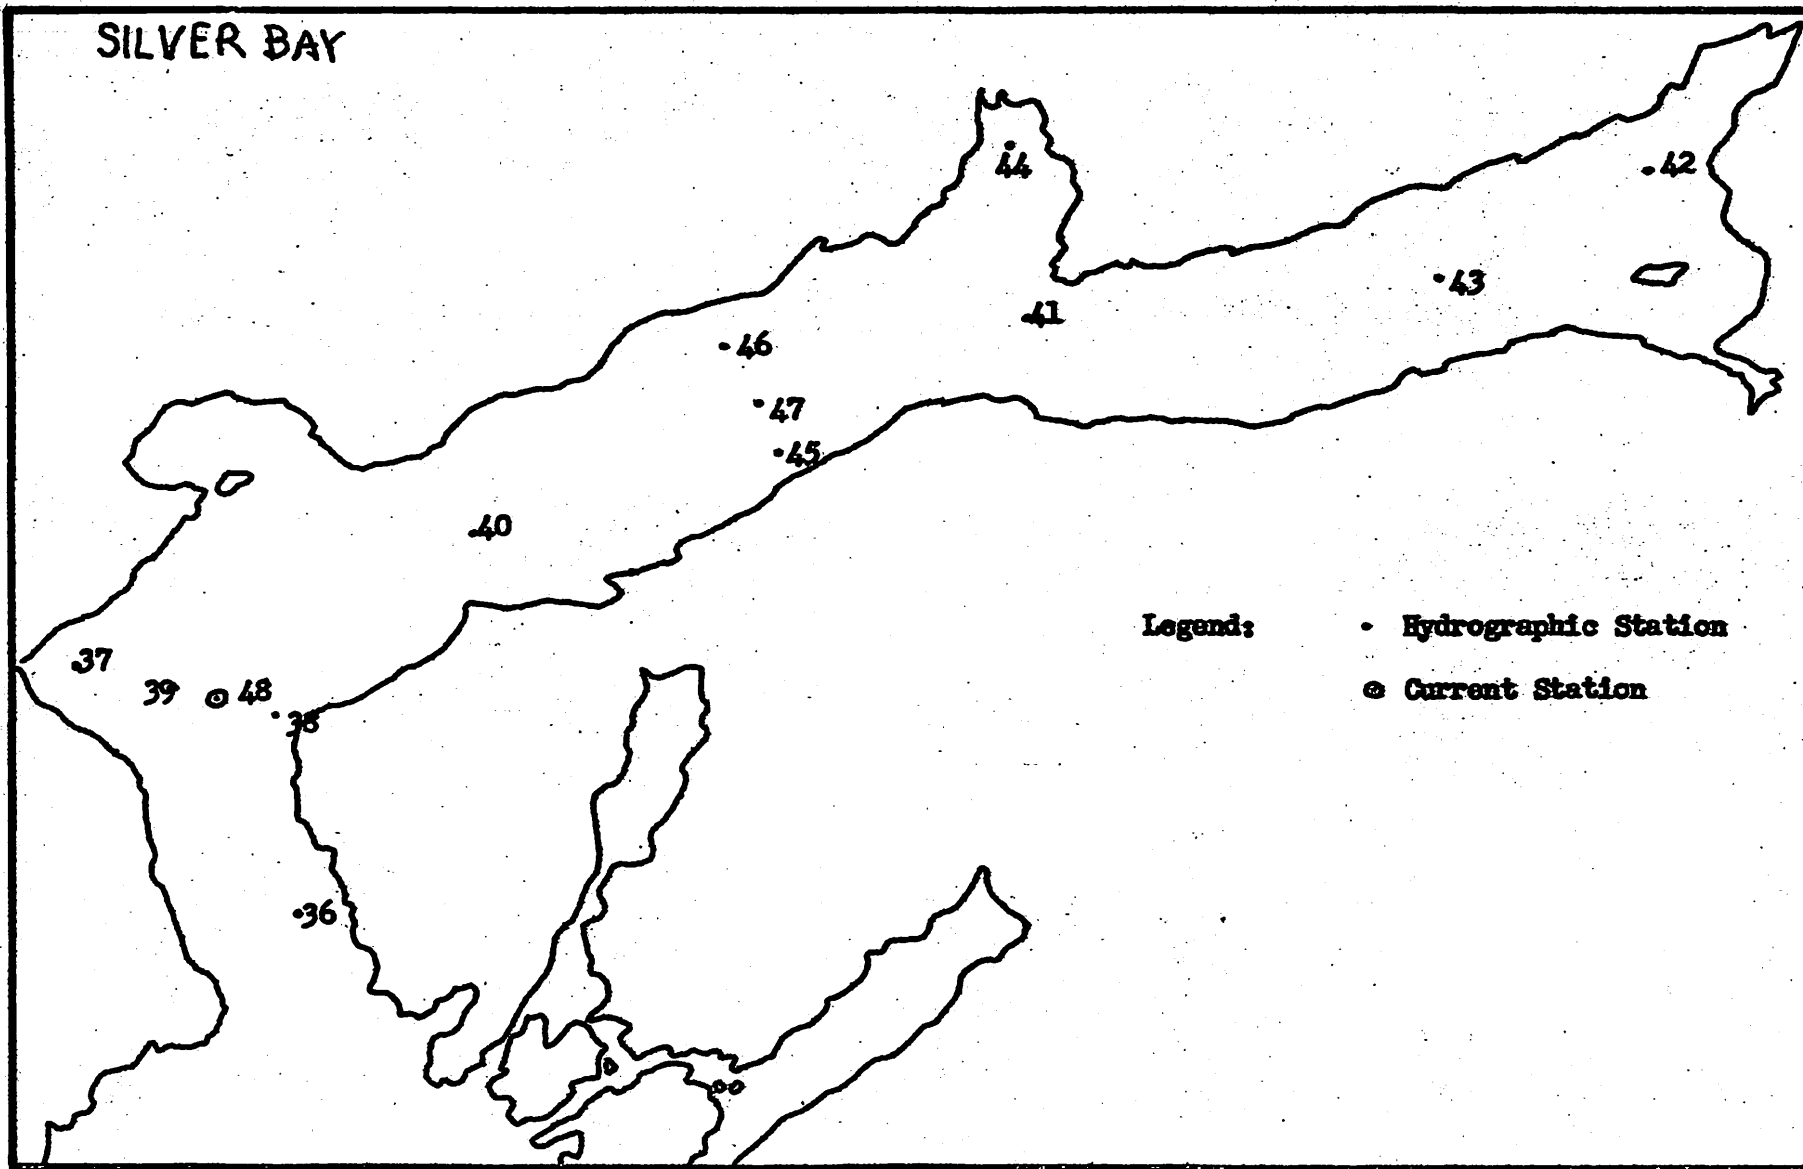 SILVER BAY
44
.42
.43
.41
.46
.47
.45
.40
Legend: . Hydrographic Station
.37
39 ⊙ 48
.38
⊙ Current Station
.36